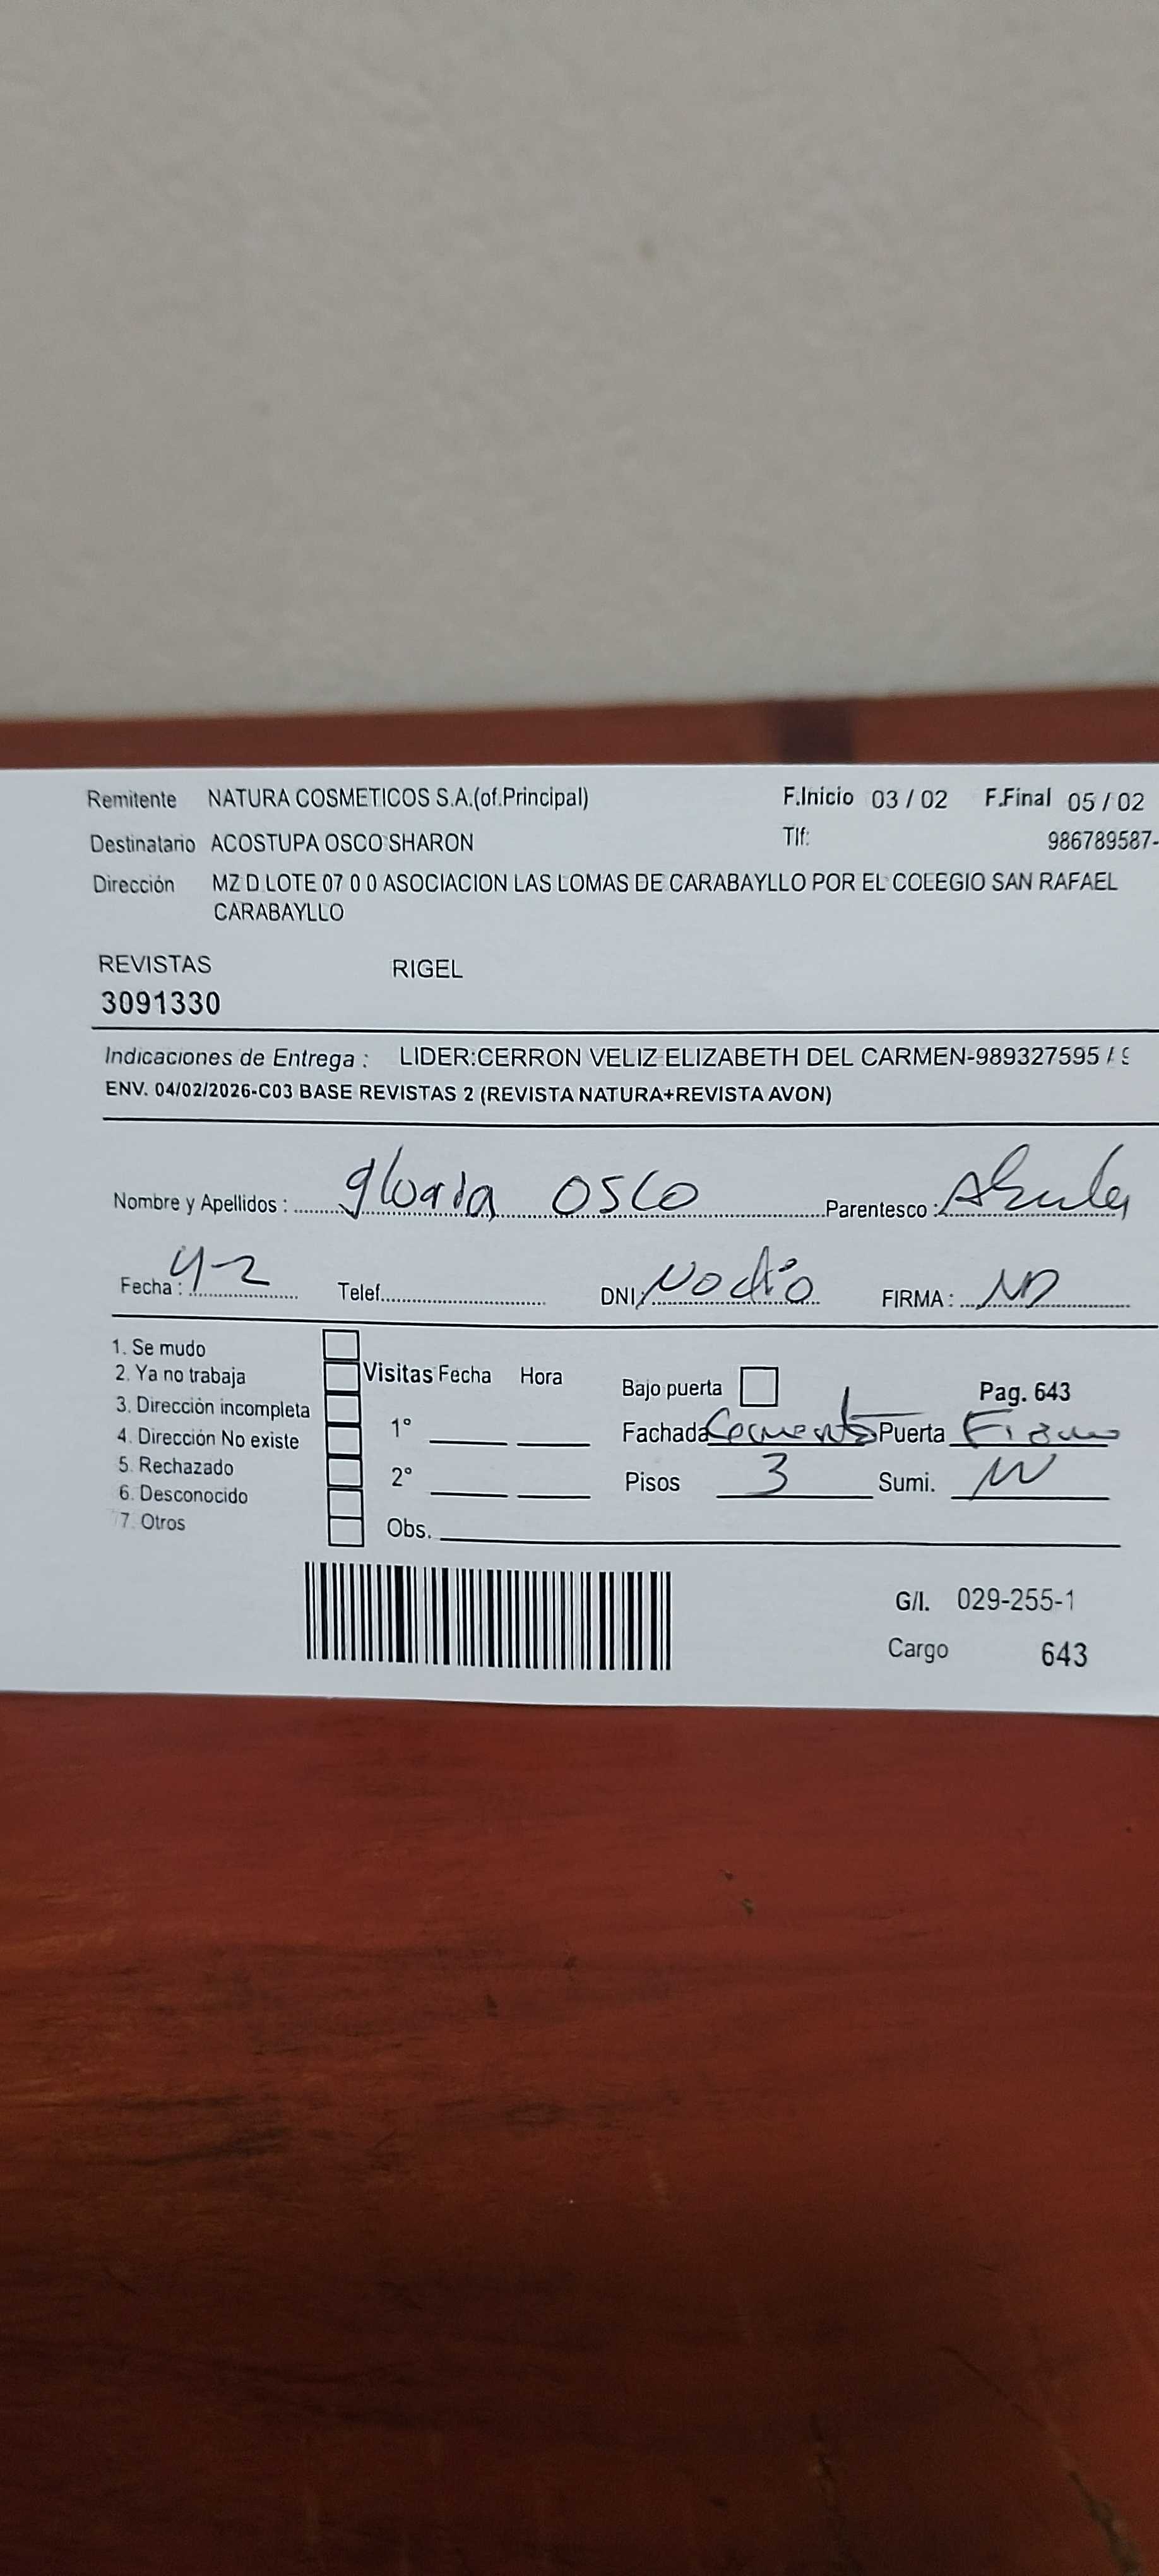 Remitente NATURA COSMETICOS S.A.(of.Principal) F.Inicio 03 / 02 F.Final 05 / 02
Destinatario ACOSTUPA OSCO SHARON Tlf: 986789587-
Dirección MZ D LOTE 07 0 0 ASOCIACION LAS LOMAS DE CARABAYLLO POR EL COLEGIO SAN RAFAEL
CARABAYLLO
REVISTAS RIGEL
3091330
Indicaciones de Entrega : LIDER:CERRON VELIZ ELIZABETH DEL CARMEN-989327595 /
ENV. 04/02/2026-C03 BASE REVISTAS 2 (REVISTA NATURA+REVISTA AVON)
Nombre y Apellidos : gloria OSCO Parentesco :
Fecha : 4-2 Telef. DNI: No dio FIRMA :
1. Se mudo
2. Ya no trabaja Visitas Fecha Hora Bajo puerta Pag. 643
3. Dirección incompleta 1° Fachada Cemento Puerta
4. Dirección No existe
5. Rechazado 2° Pisos 3 Sumi.
6. Desconocido
7. Otros Obs.
G/I. 029-255-1
Cargo 643